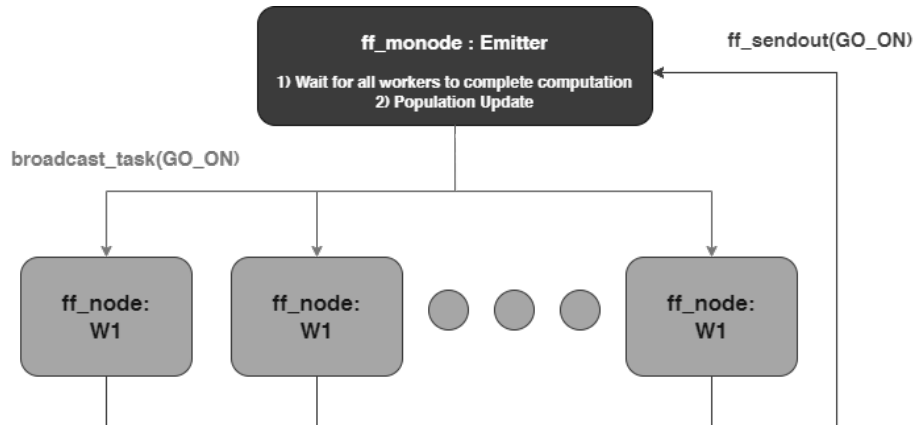 ff_monode : Emitter
ff_sendout(GO_ON)
1) Wait for all workers to complete computation
2) Population Update
broadcast_task(GO_ON)
ff_node:
W1
ff_node:
W1
ff_node:
W1